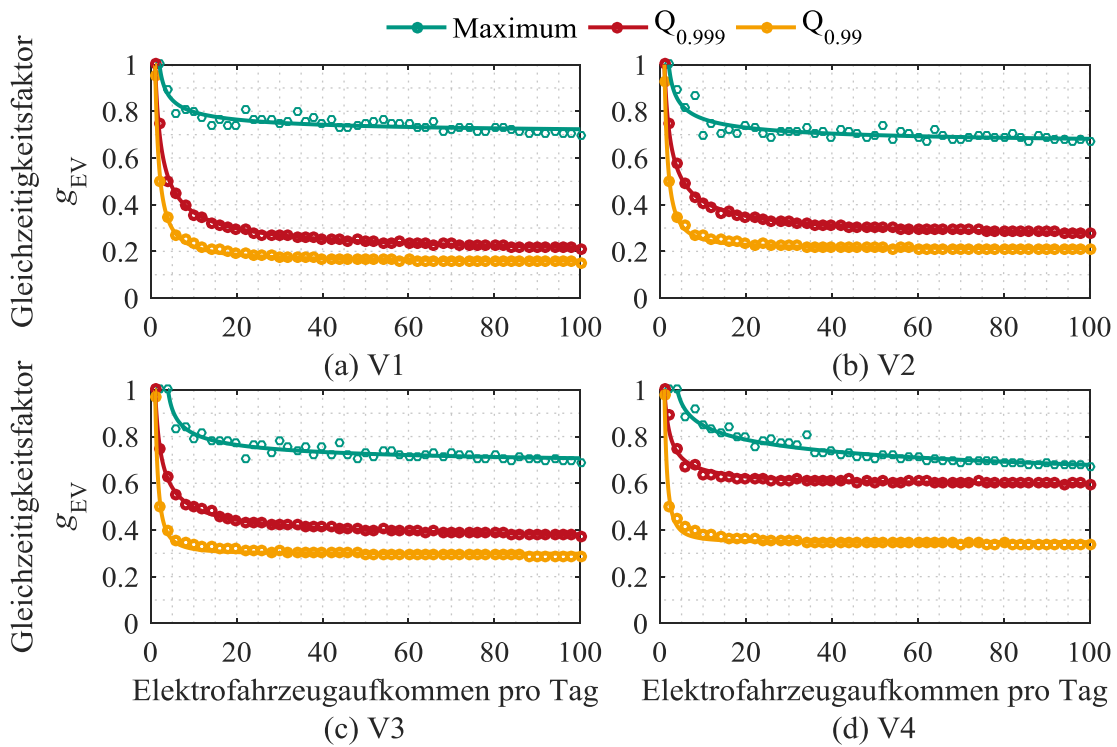 Maximum Q0.999 Q0.99
Gleichzeitigkeitsfaktor
gEV
1
0.8
0.6
0.4
0.2
0
0 20 40 60 80 100
(a) V1
1
0.8
0.6
0.4
0.2
0
0 20 40 60 80 100
(b) V2
Gleichzeitigkeitsfaktor
gEV
1
0.8
0.6
0.4
0.2
0
0 20 40 60 80 100
Elektrofahrzeugaufkommen pro Tag
(c) V3
1
0.8
0.6
0.4
0.2
0
0 20 40 60 80 100
Elektrofahrzeugaufkommen pro Tag
(d) V4